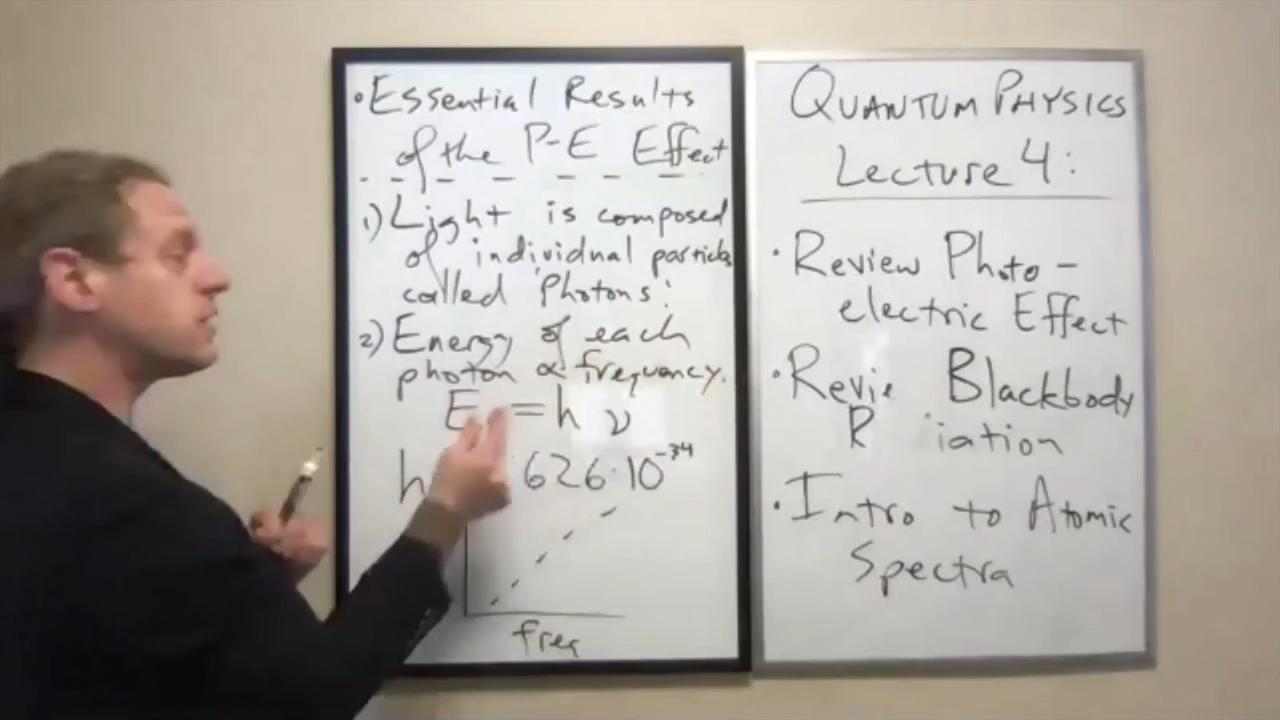 • Essential Results
of the P-E Effect
1) Light is composed
of individual particles
called 'Photons'.
2) Energy of each
photon ∝ frequency.
E = h ν
h 626·10⁻³⁴
freq
QUANTUM PHYSICS
Lecture 4:
• Review Photo-
electric Effect
• Revie Blackbody
R iation
• Intro to Atomic
Spectra